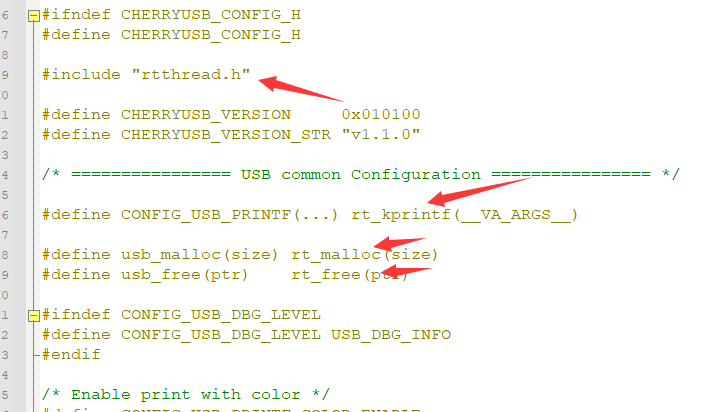 6 #ifndef CHERRYUSB_CONFIG_H
7 #define CHERRYUSB_CONFIG_H
8
9 #include "rtthread.h"
0
1 #define CHERRYUSB_VERSION     0x010100
2 #define CHERRYUSB_VERSION_STR "v1.1.0"
3
4 /* ================ USB common Configuration ================ */
5
6 #define CONFIG_USB_PRINTF(...) rt_kprintf(__VA_ARGS__)
7
8 #define usb_malloc(size) rt_malloc(size)
9 #define usb_free(ptr)    rt_free(ptr)
0
1 #ifndef CONFIG_USB_DBG_LEVEL
2 #define CONFIG_USB_DBG_LEVEL USB_DBG_INFO
3 #endif
4
5 /* Enable print with color */
#define CONFIG_USB_PRINTF_COLOR_ENABLE